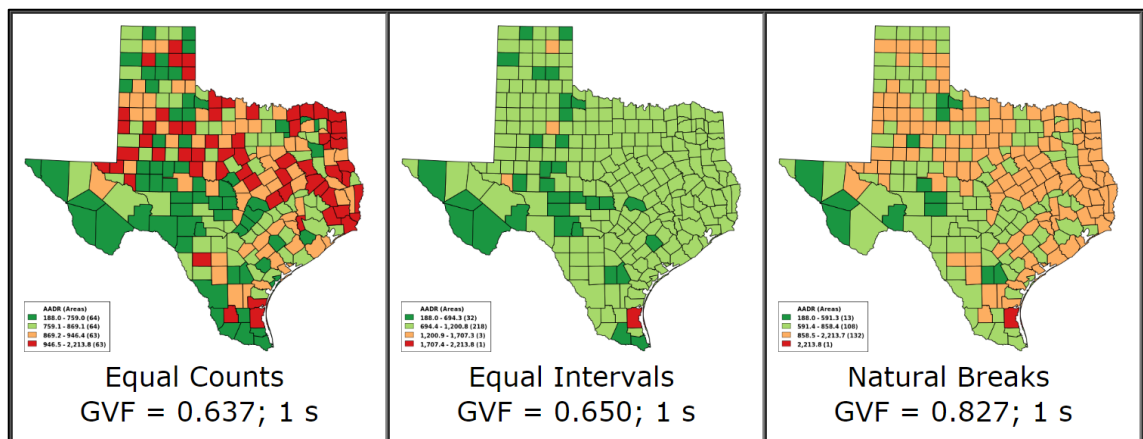 AADR (Areas)
188.0 - 759.0 (64)
759.1 - 869.1 (64)
869.2 - 946.4 (63)
946.5 - 2,213.8 (63)
Equal Counts
GVF = 0.637; 1 s
AADR (Areas)
188.0 - 694.3 (32)
694.4 - 1,200.8 (218)
1,200.9 - 1,707.3 (3)
1,707.4 - 2,213.8 (1)
Equal Intervals
GVF = 0.650; 1 s
AADR (Areas)
188.0 - 591.3 (13)
591.4 - 858.4 (108)
858.5 - 2,213.7 (132)
2,213.8 (1)
Natural Breaks
GVF = 0.827; 1 s